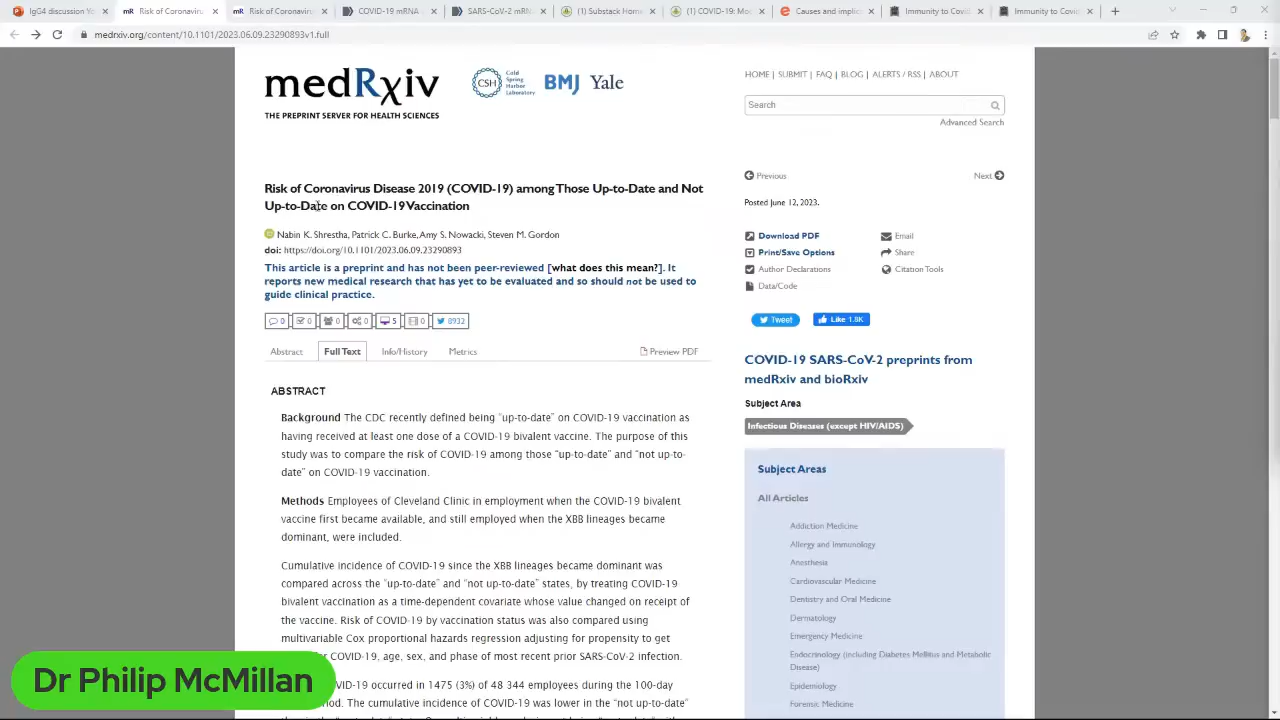 IgG4 discussion Yo
Risk of Coronaviru
Risk of Coronaviru
COVID-19 mRNA
SARS-CoV-2 mRN
Substack Home
COVID-19: Moc
Causes and implic
Immunity to Covi
Immunity to Covi
medrxiv.org/content/10.1101/2023.06.09.23290893v1.full
medRxiv
THE PREPRINT SERVER FOR HEALTH SCIENCES
CSH
Cold
Spring
Harbor
Laboratory
BMJ Yale
HOME | SUBMIT | FAQ | BLOG | ALERTS / RSS | ABOUT
Search
Advanced Search
Previous
Next
Posted June 12, 2023.
Risk of Coronavirus Disease 2019 (COVID-19) among Those Up-to-Date and Not
Up-to-Date on COVID-19 Vaccination
Nabin K. Shrestha, Patrick C. Burke, Amy S. Nowacki, Steven M. Gordon
doi: https://doi.org/10.1101/2023.06.09.23290893
This article is a preprint and has not been peer-reviewed [what does this mean?]. It
reports new medical research that has yet to be evaluated and so should not be used to
guide clinical practice.
0 0 0 0 5 0 8932
Download PDF
Email
Print/Save Options
Share
Author Declarations
Citation Tools
Data/Code
Tweet
Like 1.8K
Abstract
Full Text
Info/History
Metrics
Preview PDF
COVID-19 SARS-CoV-2 preprints from
medRxiv and bioRxiv
Subject Area
Infectious Diseases (except HIV/AIDS)
ABSTRACT
Background The CDC recently defined being “up-to-date” on COVID-19 vaccination as
having received at least one dose of a COVID-19 bivalent vaccine. The purpose of this
study was to compare the risk of COVID-19 among those “up-to-date” and “not up-to-
date” on COVID-19 vaccination.
Methods Employees of Cleveland Clinic in employment when the COVID-19 bivalent
vaccine first became available, and still employed when the XBB lineages became
dominant, were included.
Cumulative incidence of COVID-19 since the XBB lineages became dominant was
compared across the “up-to-date” and “not up-to-date” states, by treating COVID-19
bivalent vaccination as a time-dependent covariate whose value changed on receipt of
the vaccine. Risk of COVID-19 by vaccination status was also compared using
multivariable Cox proportional hazards regression adjusting for propensity to get
COVID-19, age, sex, and phase of most recent prior SARS-CoV-2 infection.
VID-19 occurred in 1475 (3%) of 48 344 employees during the 100-day
The cumulative incidence of COVID-19 was lower in the “not up-to-date”
Subject Areas
All Articles
Addiction Medicine
Allergy and Immunology
Anesthesia
Cardiovascular Medicine
Dentistry and Oral Medicine
Dermatology
Emergency Medicine
Endocrinology (including Diabetes Mellitus and Metabolic
Disease)
Epidemiology
Forensic Medicine
Dr Philip McMillan